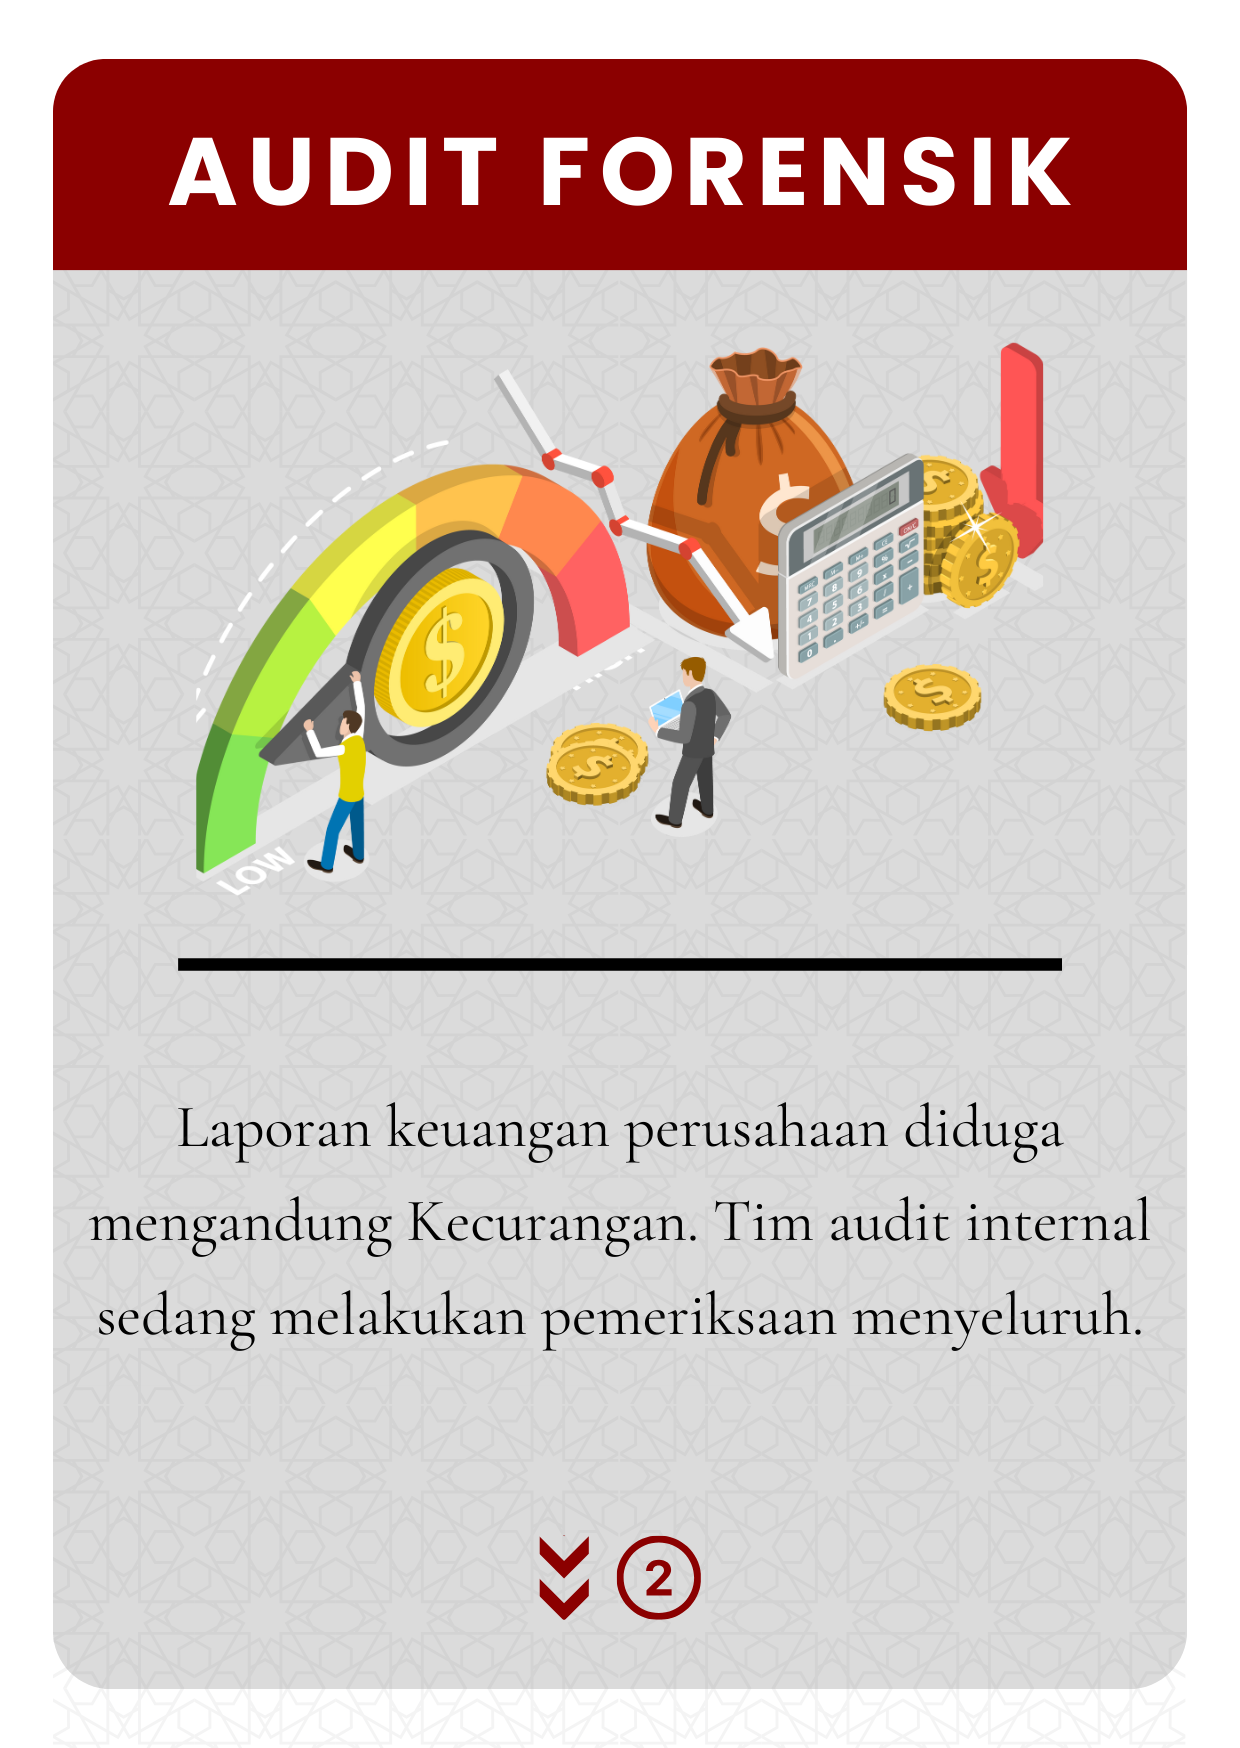 AUDIT FORENSIK
$
LOW
Laporan keuangan perusahaan diduga
mengandung Kecurangan. Tim audit internal
sedang melakukan pemeriksaan menyeluruh.
2